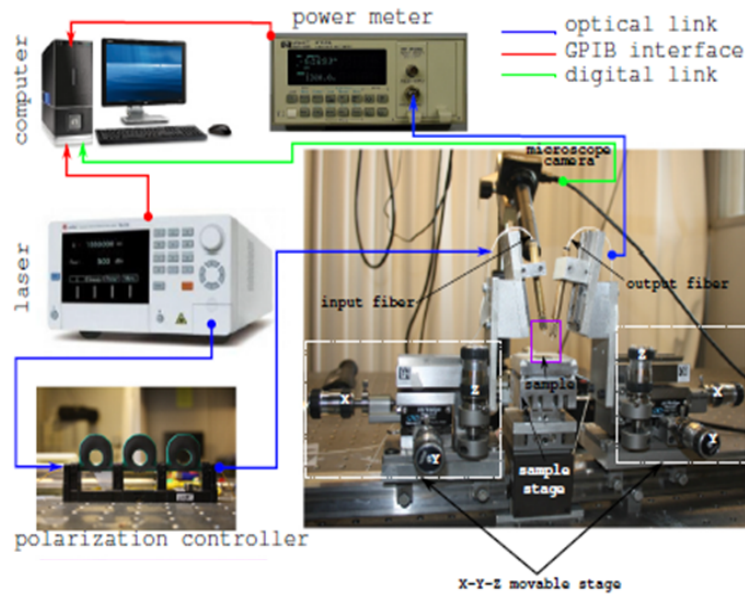 power meter
optical link
GPIB interface
digital link
computer
microscope
camera
laser
input fiber
output fiber
sample
X
Y
Z
Z
X
Y
sample
stage
polarization controller
X-Y-Z movable stage